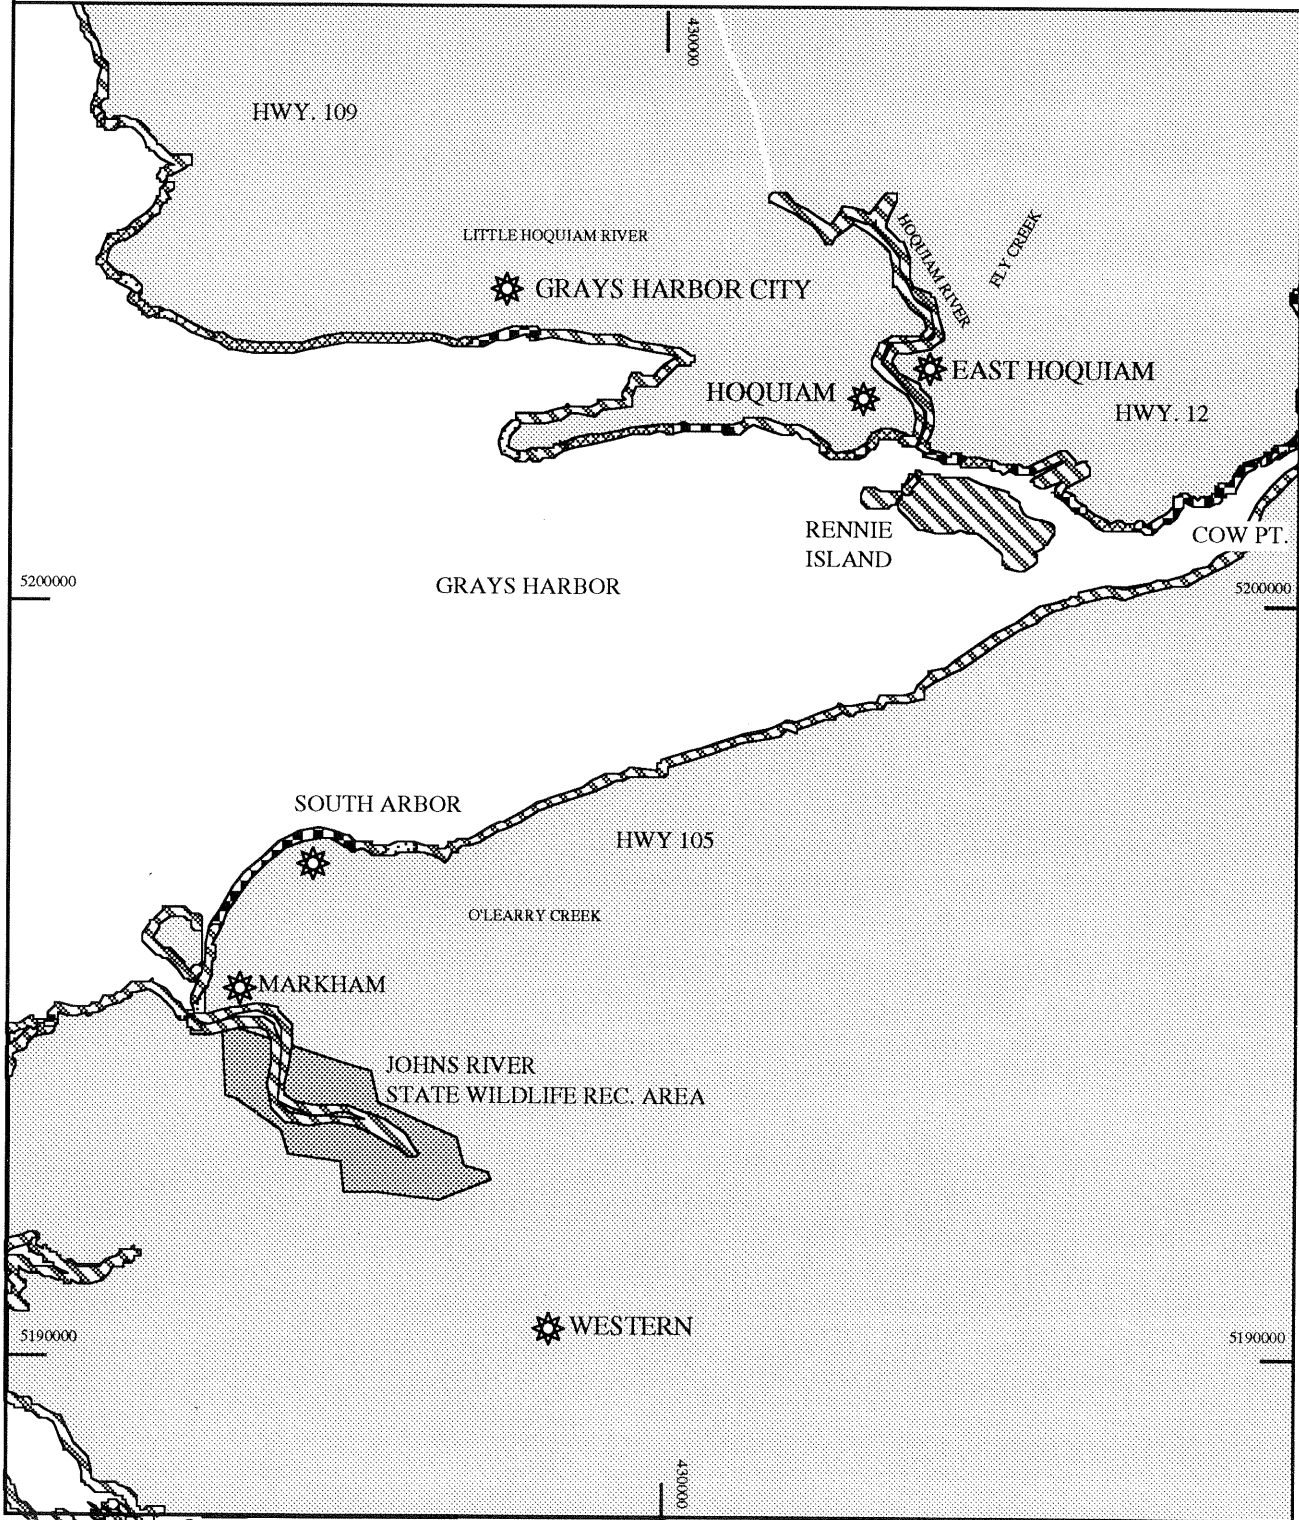 430000
HWY. 109
LITTLE HOQUIAM RIVER
HOQUIAM RIVER
FLY CREEK
GRAYS HARBOR CITY
EAST HOQUIAM
HOQUIAM
HWY. 12
RENNIE
ISLAND
COW PT.
5200000
GRAYS HARBOR
5200000
SOUTH ARBOR
HWY 105
O'LEARRY CREEK
MARKHAM
JOHNS RIVER
STATE WILDLIFE REC. AREA
WESTERN
5190000
5190000
430000